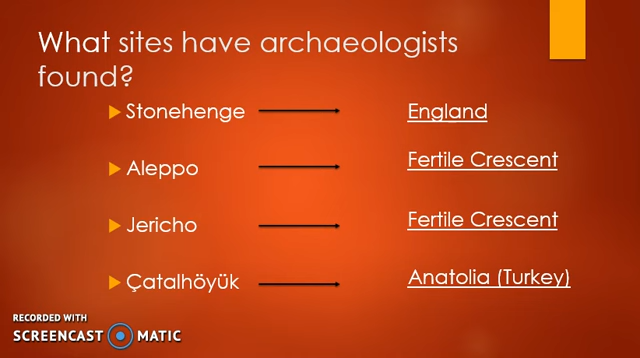 What sites have archaeologists
found?
Stonehenge England
Aleppo Fertile Crescent
Jericho Fertile Crescent
Çatalhöyük Anatolia (Turkey)
RECORDED WITH
SCREENCAST MATIC